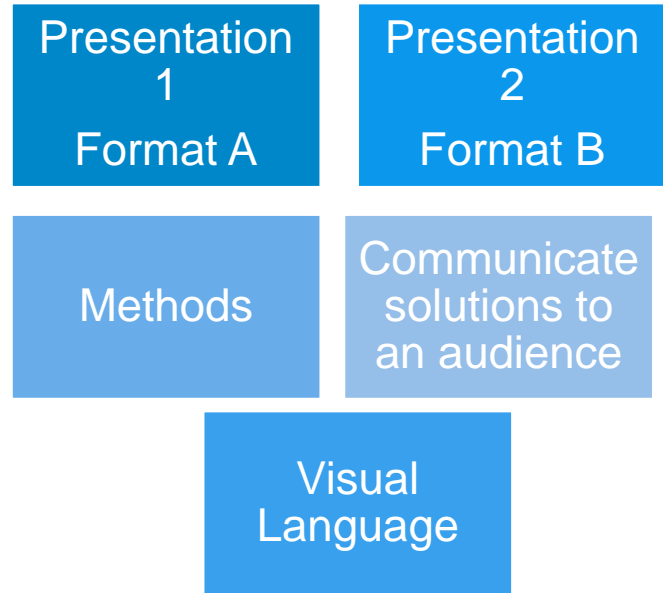 Presentation
1
Format A
Presentation
2
Format B
Methods
Communicate
solutions to
an audience
Visual
Language